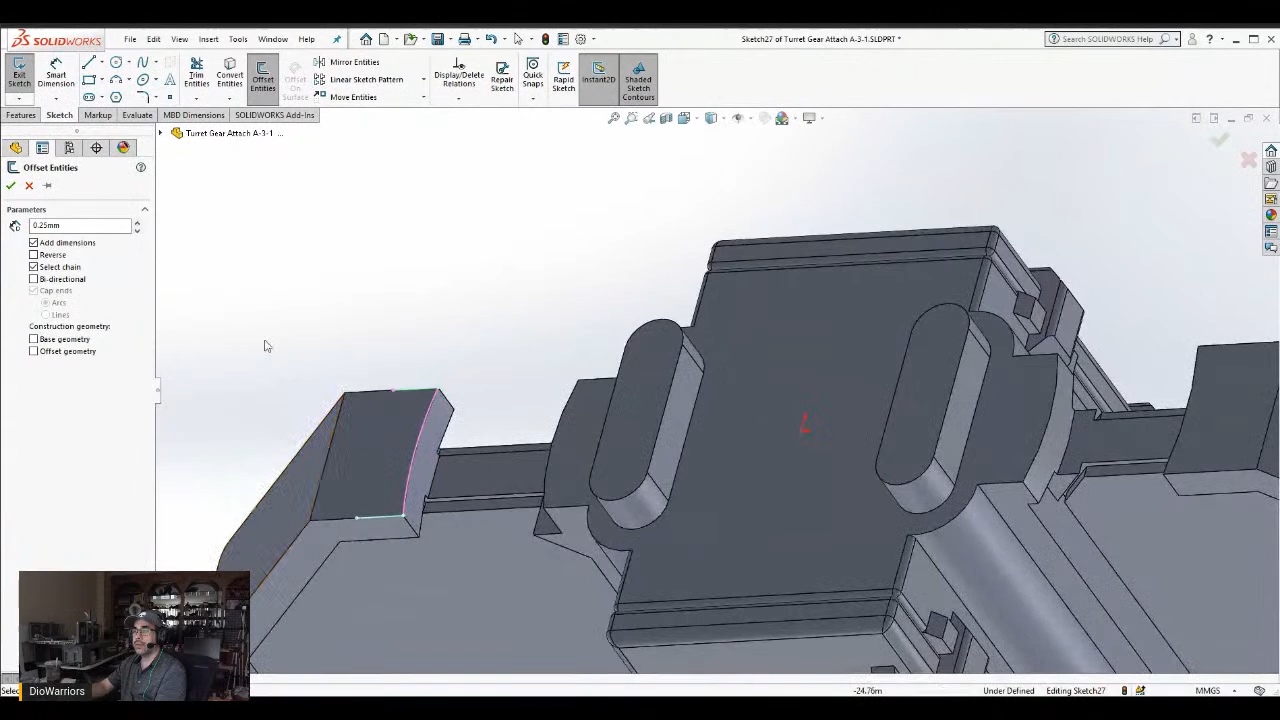 SOLIDWORKS
File Edit View Insert Tools Window Help
Sketch27 of Turret Gear Attach A-3-1.SLDPRT *
Search SOLIDWORKS Help
Exit Sketch
Smart Dimension
Trim Entities
Convert Entities
Offset Entities
Offset On Surface
Mirror Entities
Linear Sketch Pattern
Move Entities
Display/Delete Relations
Repair Sketch
Quick Snaps
Rapid Sketch
Instant2D
Shaded Sketch Contours
Features Sketch Markup Evaluate MBD Dimensions SOLIDWORKS Add-Ins
Turret Gear Attach A-3-1 ...
Offset Entities
Parameters
0.25mm
Add dimensions
Reverse
Select chain
Bi-directional
Cap ends
Arcs
Lines
Construction geometry:
Base geometry
Offset geometry
DioWarriors
-24.76m Under Defined Editing Sketch27 MMGS